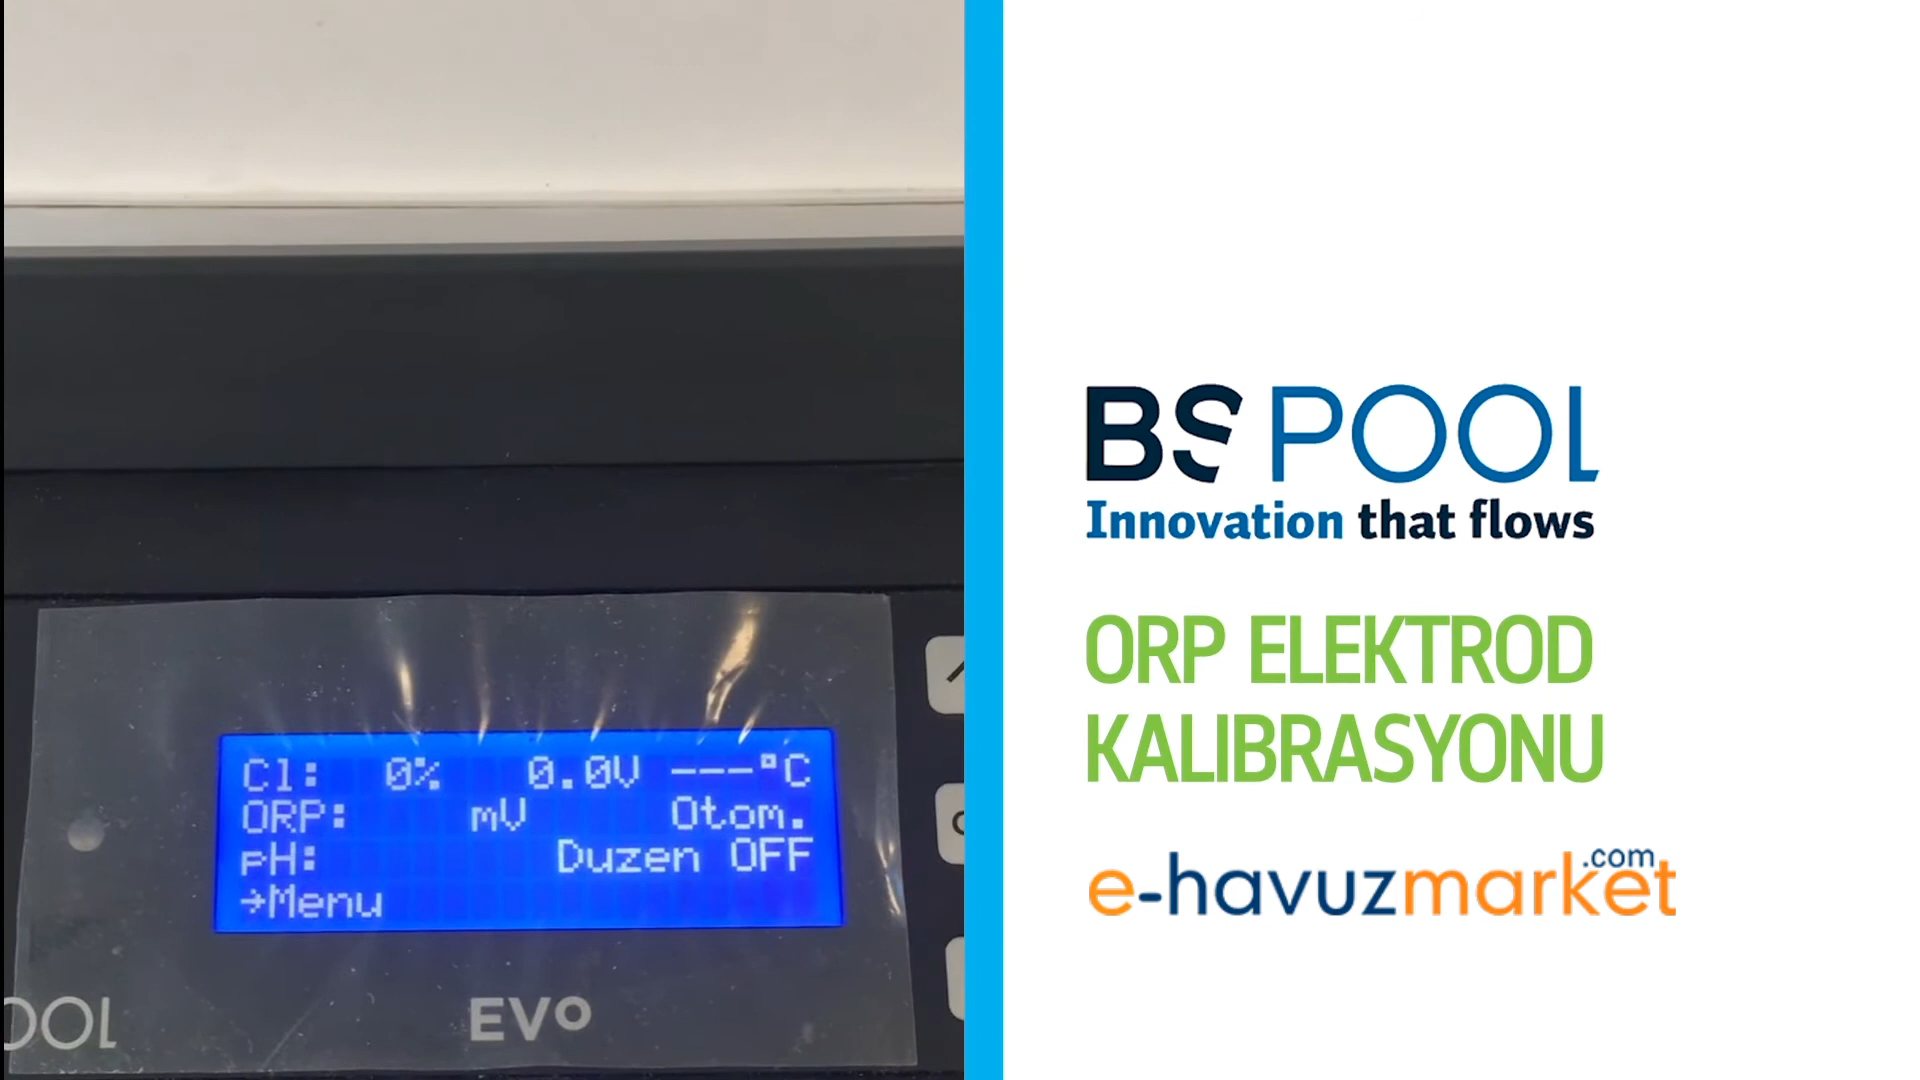 Cl: 0% 0.0V ---°C
ORP: mV Otom.
pH: Duzen OFF
→Menu
OOL
EVO
BS POOL
Innovation that flows
ORP ELEKTROD
KALIBRASYONU
e-havuzmarket.com